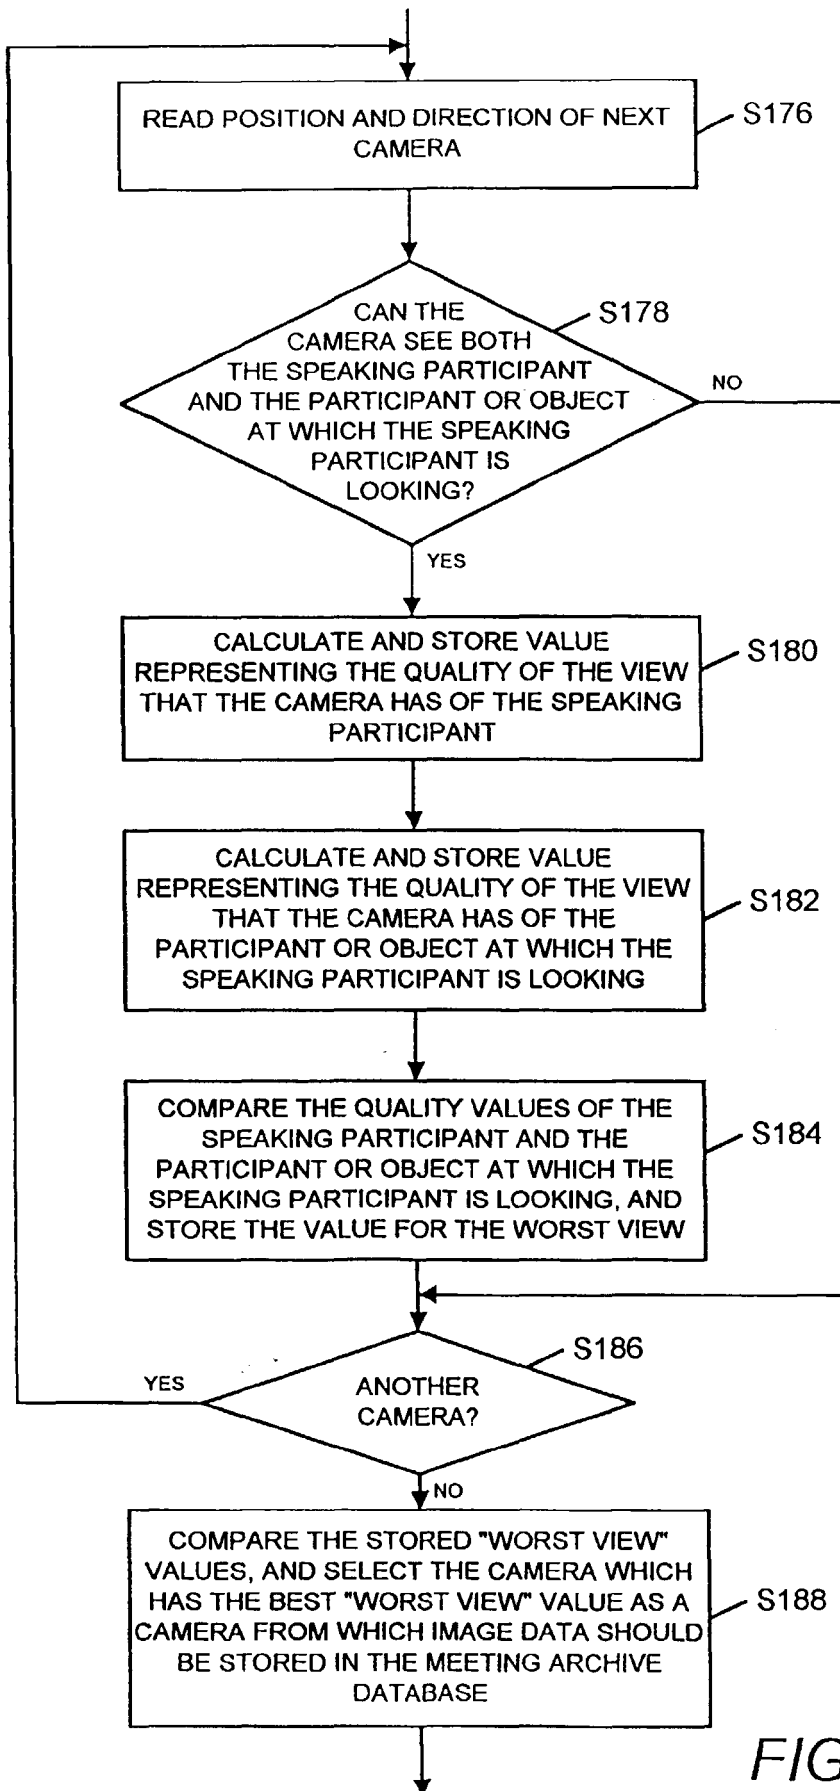 READ POSITION AND DIRECTION OF NEXT
CAMERA
S176
CAN THE
CAMERA SEE BOTH
THE SPEAKING PARTICIPANT
AND THE PARTICIPANT OR OBJECT
AT WHICH THE SPEAKING
PARTICIPANT IS
LOOKING?
S178
NO
YES
CALCULATE AND STORE VALUE
REPRESENTING THE QUALITY OF THE VIEW
THAT THE CAMERA HAS OF THE SPEAKING
PARTICIPANT
S180
CALCULATE AND STORE VALUE
REPRESENTING THE QUALITY OF THE VIEW
THAT THE CAMERA HAS OF THE
PARTICIPANT OR OBJECT AT WHICH THE
SPEAKING PARTICIPANT IS LOOKING
S182
COMPARE THE QUALITY VALUES OF THE
SPEAKING PARTICIPANT AND THE
PARTICIPANT OR OBJECT AT WHICH THE
SPEAKING PARTICIPANT IS LOOKING, AND
STORE THE VALUE FOR THE WORST VIEW
S184
S186
YES
ANOTHER
CAMERA?
NO
COMPARE THE STORED "WORST VIEW"
VALUES, AND SELECT THE CAMERA WHICH
HAS THE BEST "WORST VIEW" VALUE AS A
CAMERA FROM WHICH IMAGE DATA SHOULD
BE STORED IN THE MEETING ARCHIVE
DATABASE
S188
FIG